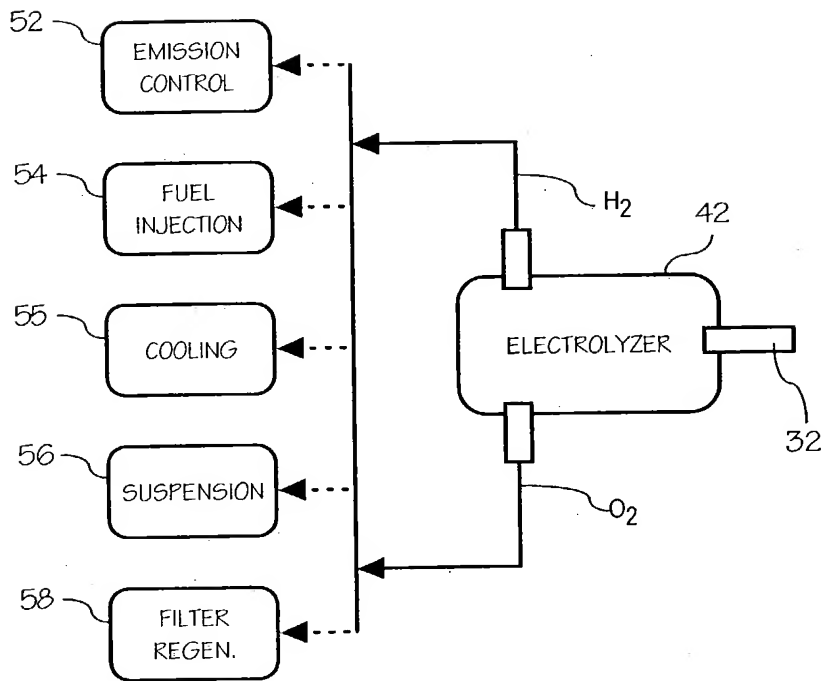 52
EMISSION
CONTROL
54
FUEL
INJECTION
H2
42
55
COOLING
ELECTROLYZER
32
56
SUSPENSION
O2
58
FILTER
REGEN.